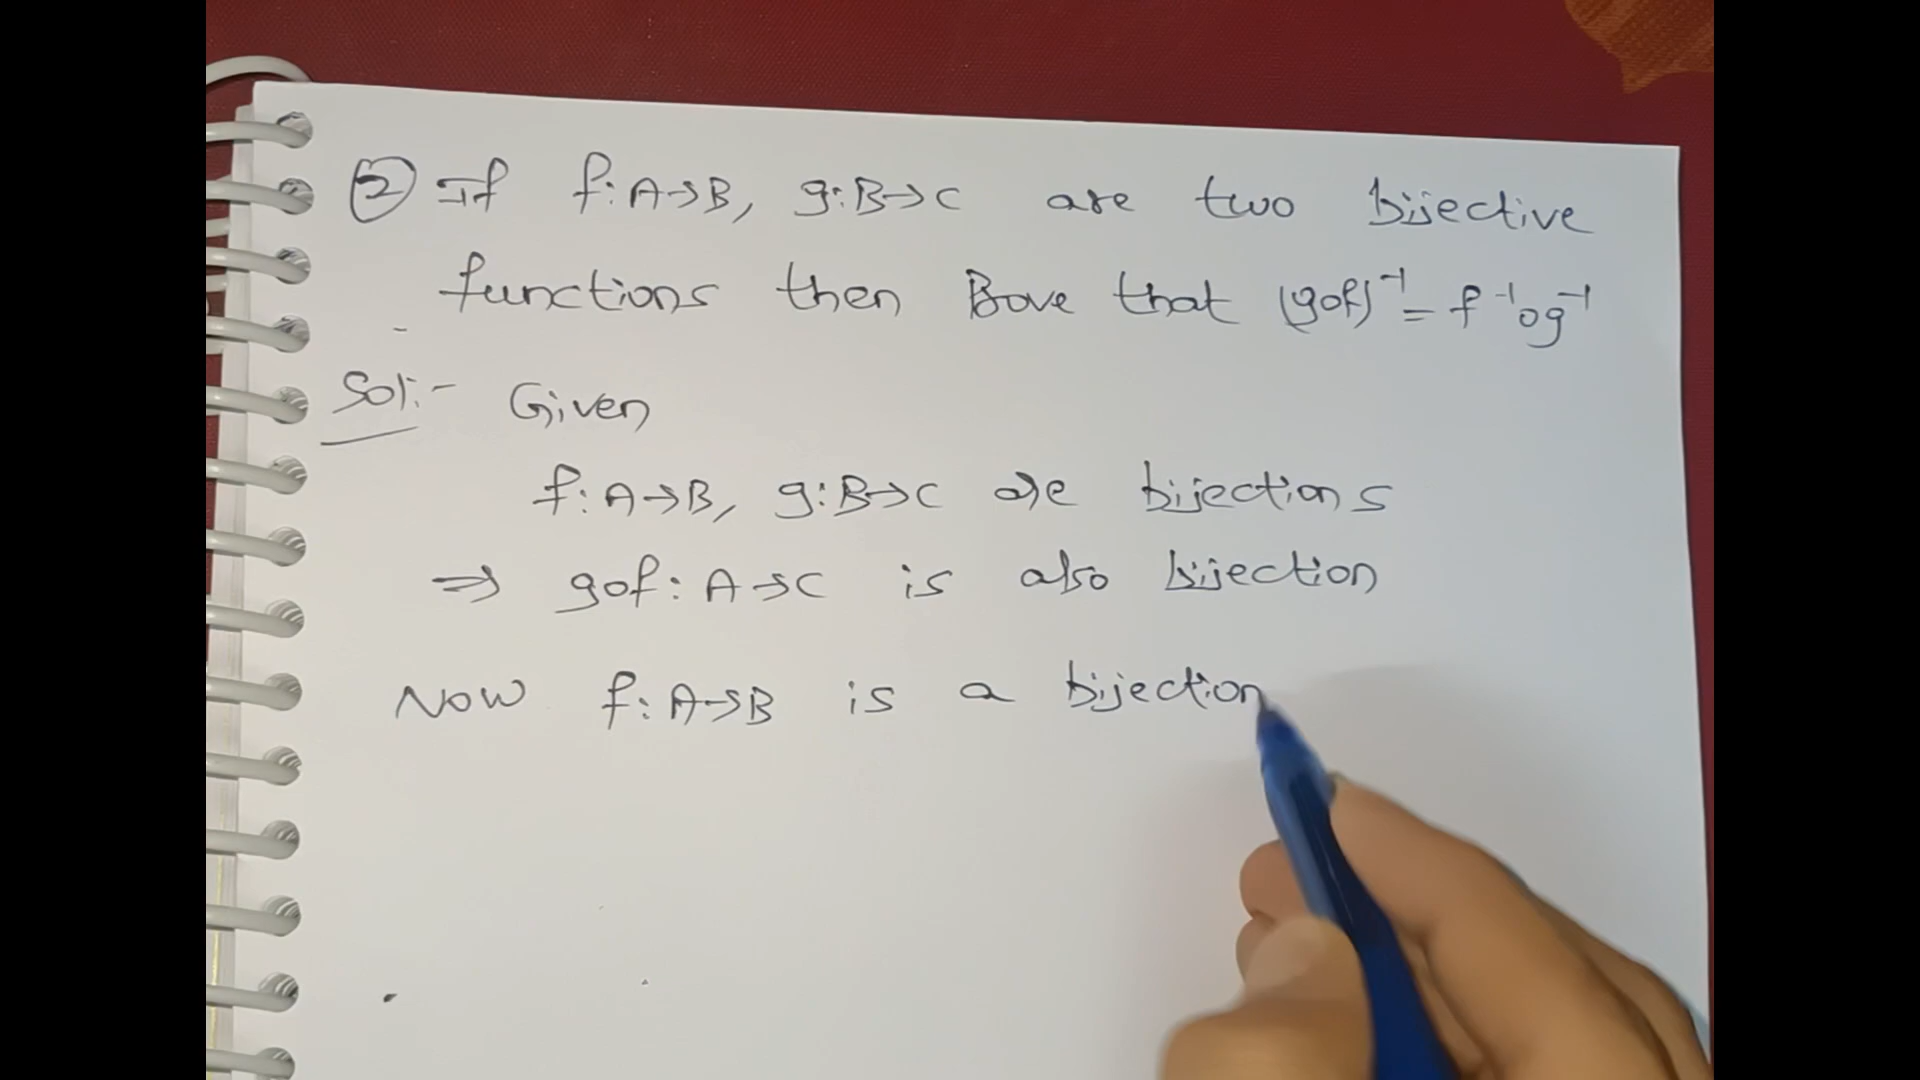 ② If f:A→B, g:B→C are two bijective
functions then Prove that (gof)⁻¹ = f⁻¹og⁻¹
Sol:- Given
f:A→B, g:B→C are bijections
⇒ gof: A→C is also bijection
Now f:A→B is a bijection